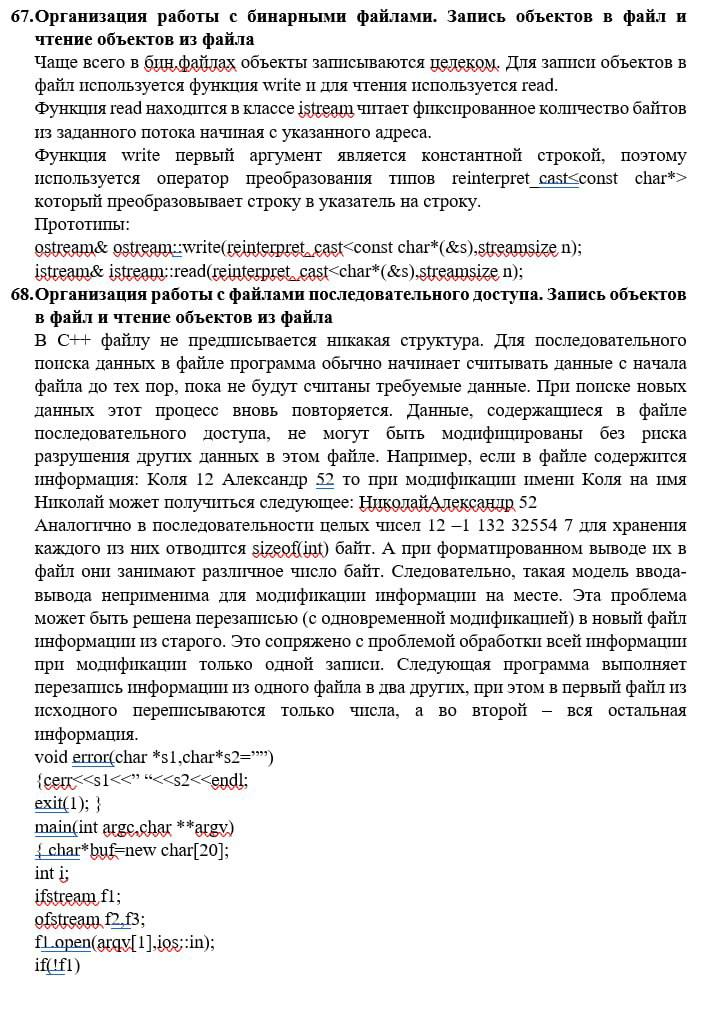 67.Организация работы с бинарными файлами. Запись объектов в файл и
чтение объектов из файла
Чаще всего в бин.файлах объекты записываются целеком. Для записи объектов в
файл используется функция write и для чтения используется read.
Функция read находится в классе istream читает фиксированное количество байтов
из заданного потока начиная с указанного адреса.
Функция write первый аргумент является константной строкой, поэтому
используется оператор преобразования типов reinterpret_cast<const char*>
который преобразовывает строку в указатель на строку.
Прототипы:
ostream& ostream::write(reinterpret_cast<const char*(&s),streamsize n);
istream& istream::read(reinterpret_cast<char*(&s),streamsize n);
68.Организация работы с файлами последовательного доступа. Запись объектов
в файл и чтение объектов из файла
В С++ файлу не предписывается никакая структура. Для последовательного
поиска данных в файле программа обычно начинает считывать данные с начала
файла до тех пор, пока не будут считаны требуемые данные. При поиске новых
данных этот процесс вновь повторяется. Данные, содержащиеся в файле
последовательного доступа, не могут быть модифицированы без риска
разрушения других данных в этом файле. Например, если в файле содержится
информация: Коля 12 Александр 52 то при модификации имени Коля на имя
Николай может получиться следующее: НиколайАлександр 52
Аналогично в последовательности целых чисел 12 –1 132 32554 7 для хранения
каждого из них отводится sizeof(int) байт. А при форматированном выводе их в
файл они занимают различное число байт. Следовательно, такая модель ввода-
вывода неприменима для модификации информации на месте. Эта проблема
может быть решена перезаписью (с одновременной модификацией) в новый файл
информации из старого. Это сопряжено с проблемой обработки всей информации
при модификации только одной записи. Следующая программа выполняет
перезапись информации из одного файла в два других, при этом в первый файл из
исходного переписываются только числа, а во второй – вся остальная
информация.
void error(char *s1,char*s2=””)
{cerr<<s1<<” “<<s2<<endl;
exit(1); }
main(int argc,char **argv)
{ char*buf=new char[20];
int i;
ifstream f1;
ofstream f2,f3;
f1.open(argv[1],ios::in);
if(!f1)